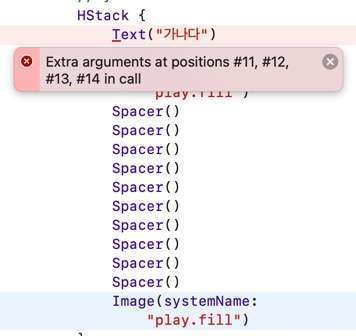 HStack {
Text("가나다")
Extra arguments at positions #11, #12,
#13, #14 in call
"play.fill")
Spacer()
Spacer()
Spacer()
Spacer()
Spacer()
Spacer()
Spacer()
Spacer()
Spacer()
Spacer()
Image(systemName:
"play.fill")